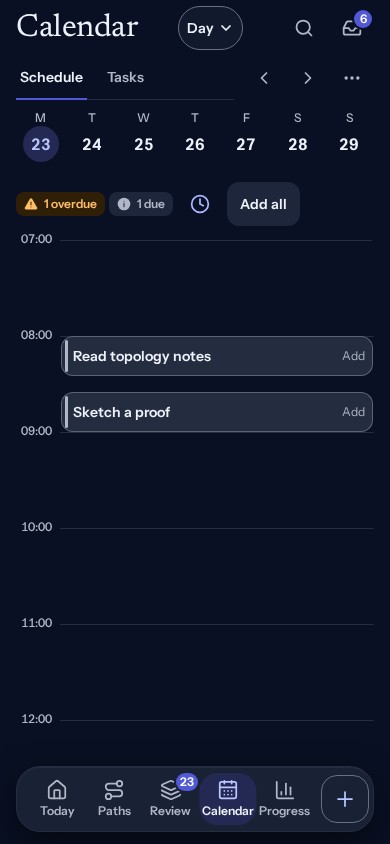 Calendar
Day
6
Schedule Tasks
M T W T F S S
23 24 25 26 27 28 29
1 overdue 1 due Add all
07:00
08:00
Read topology notes Add
Sketch a proof Add
09:00
10:00
11:00
12:00
23
Today Paths Review Calendar Progress